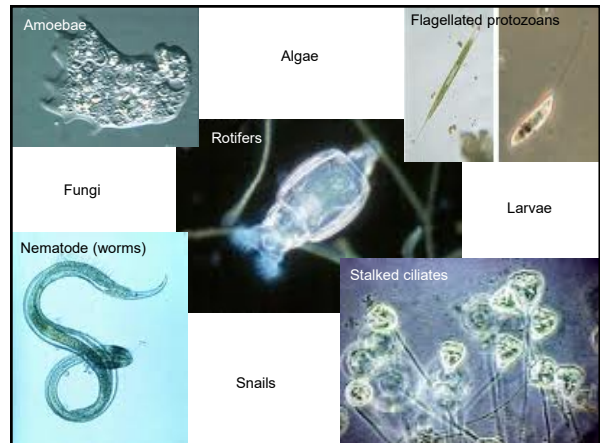 Amoebae
Algae
Flagellated protozoans
Rotifers
Fungi
Larvae
Nematode (worms)
Stalked ciliates
Snails